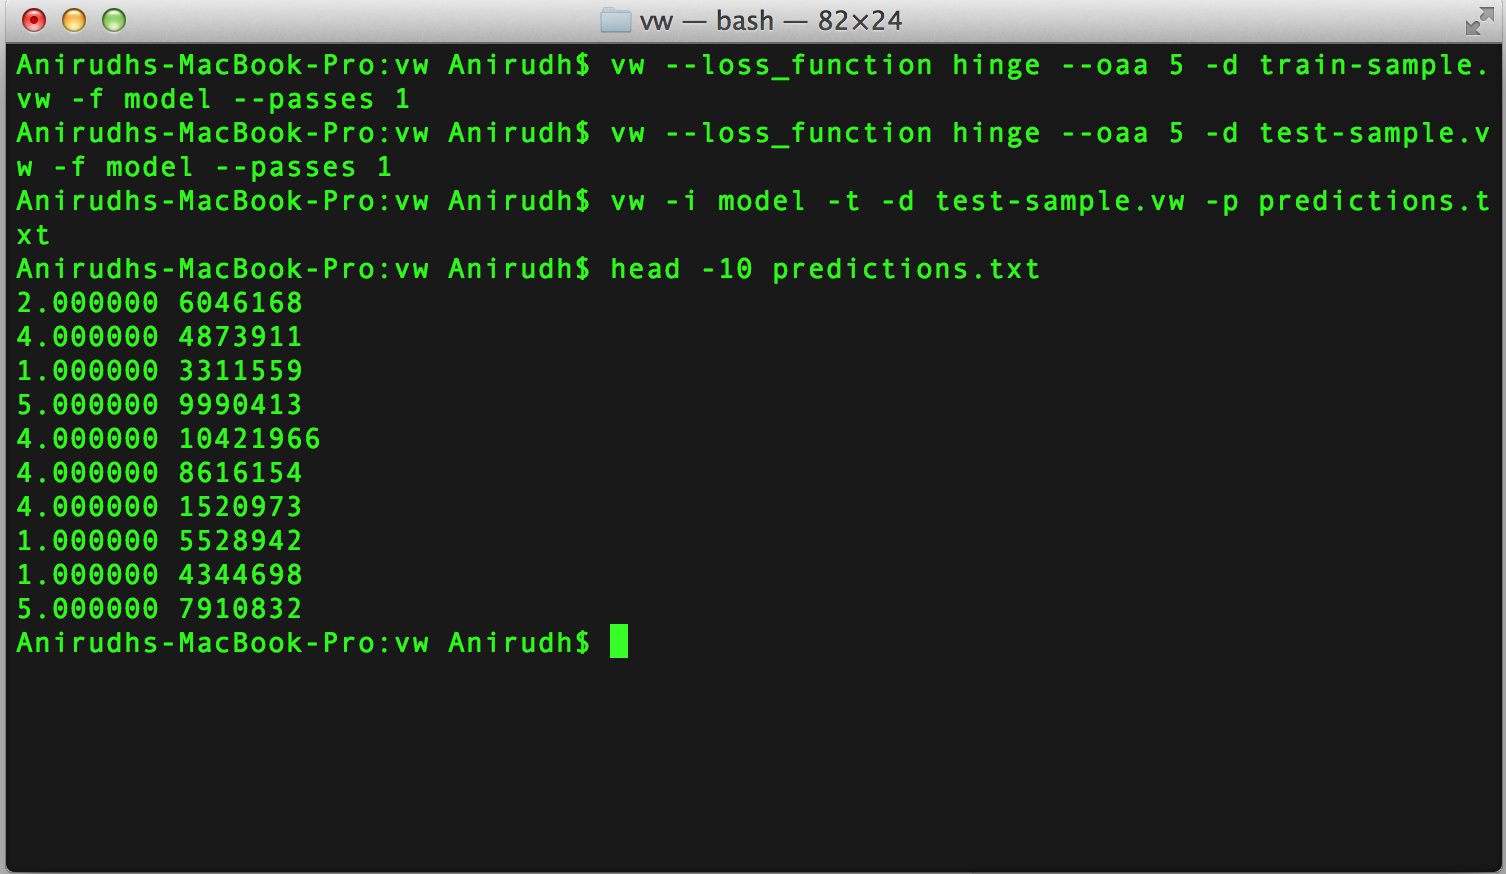 vw — bash — 82×24
Anirudhs-MacBook-Pro:vw Anirudh$ vw --loss_function hinge --oaa 5 -d train-sample.
vw -f model --passes 1
Anirudhs-MacBook-Pro:vw Anirudh$ vw --loss_function hinge --oaa 5 -d test-sample.v
w -f model --passes 1
Anirudhs-MacBook-Pro:vw Anirudh$ vw -i model -t -d test-sample.vw -p predictions.t
xt
Anirudhs-MacBook-Pro:vw Anirudh$ head -10 predictions.txt
2.000000 6046168
4.000000 4873911
1.000000 3311559
5.000000 9990413
4.000000 10421966
4.000000 8616154
4.000000 1520973
1.000000 5528942
1.000000 4344698
5.000000 7910832
Anirudhs-MacBook-Pro:vw Anirudh$